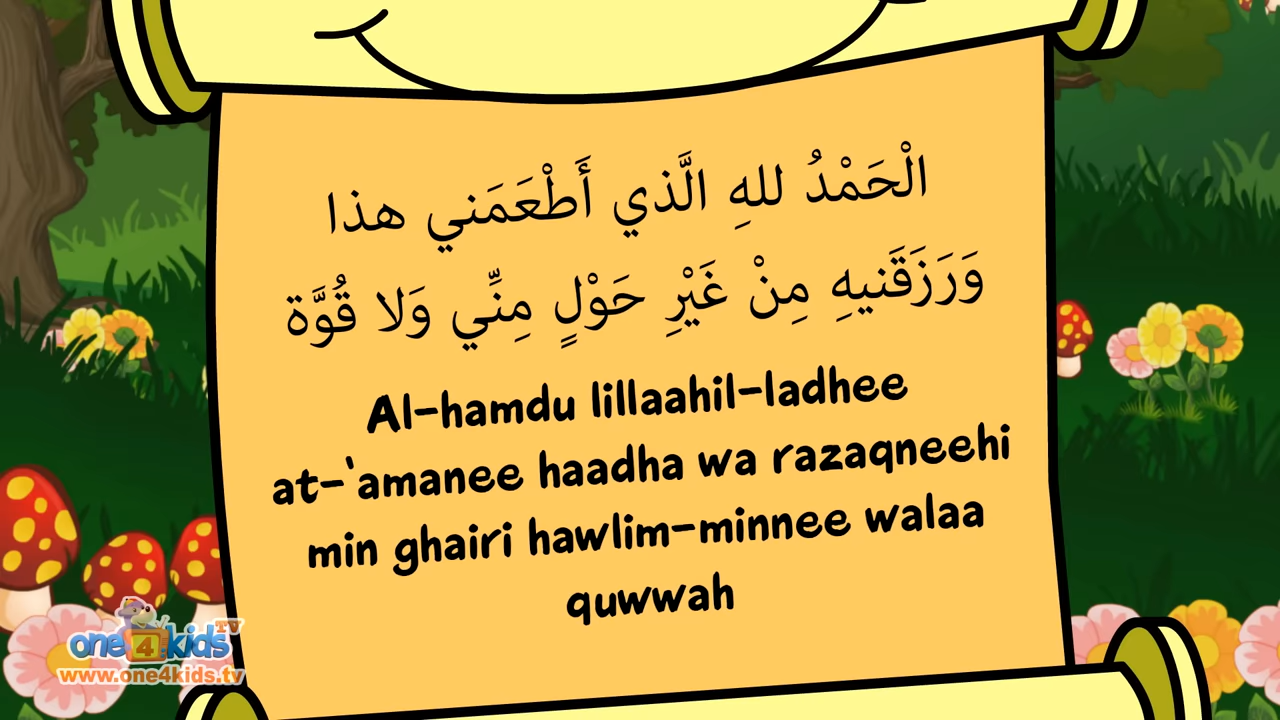 الْحَمْدُ للهِ الَّذي أَطْعَمَني هذا
وَرَزَقَنيهِ مِنْ غَيْرِ حَوْلٍ مِنِّي وَلا قُوَّة
Al-hamdu lillaahil-ladhee
at-‘amanee haadha wa razaqneehi
min ghairi hawlim-minnee walaa
quwwah
one4kids TV
www.one4kids.tv